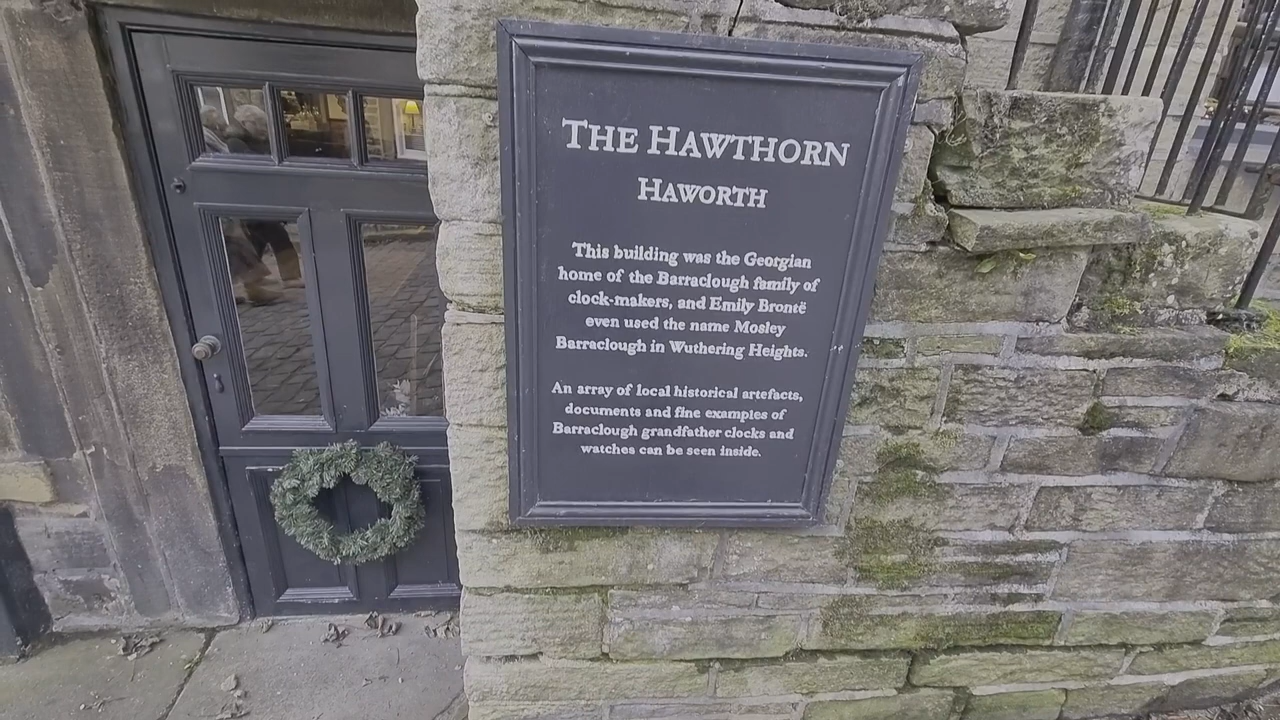 THE HAWTHORN
HAWORTH
This building was the Georgian
home of the Barraclough family of
clock-makers, and Emily Brontë
even used the name Mosley
Barraclough in Wuthering Heights.
An array of local historical artefacts,
documents and fine examples of
Barraclough grandfather clocks and
watches can be seen inside.